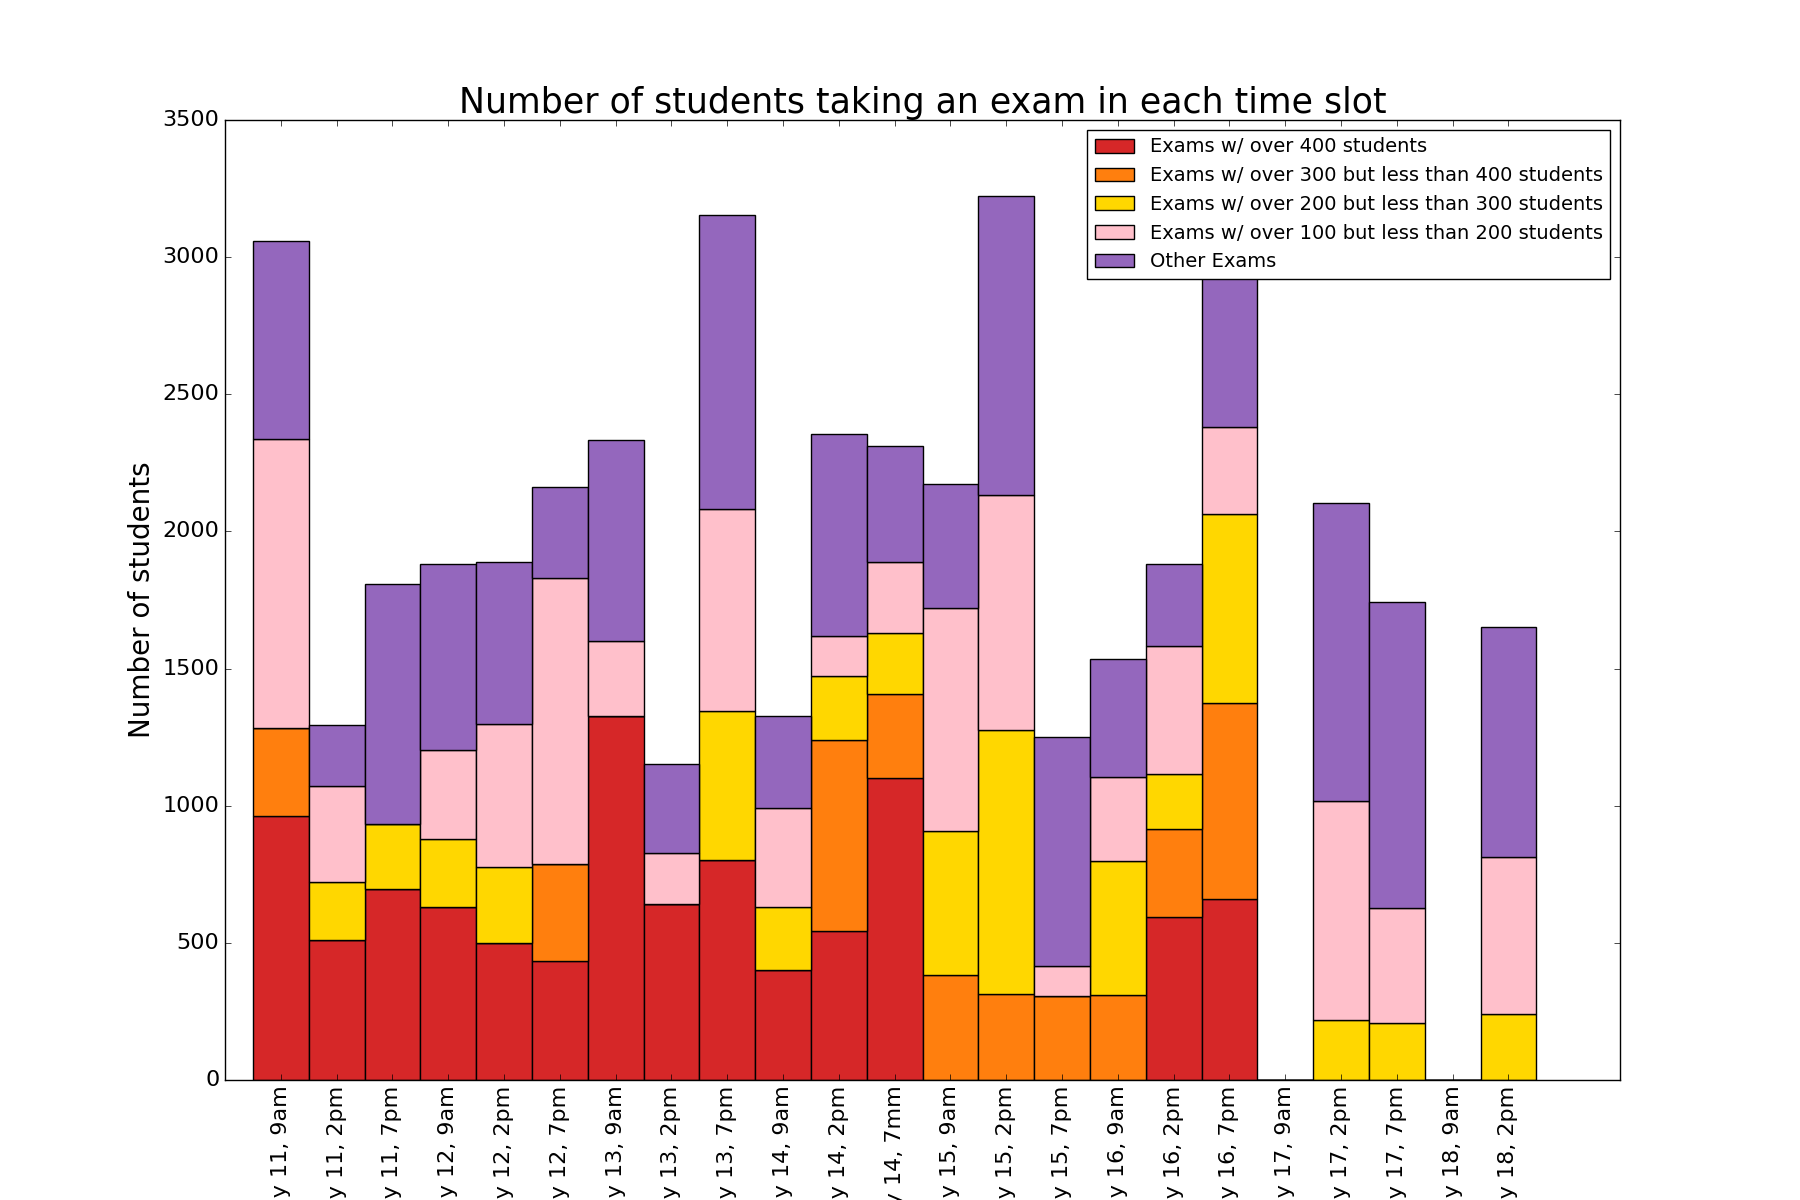 Number of students taking an exam in each time slot
Number of students
3500
3000
2500
2000
1500
1000
500
0
Exams w/ over 400 students
Exams w/ over 300 but less than 400 students
Exams w/ over 200 but less than 300 students
Exams w/ over 100 but less than 200 students
Other Exams
y 11, 9am
y 11, 2pm
y 11, 7pm
y 12, 9am
y 12, 2pm
y 12, 7pm
y 13, 9am
y 13, 2pm
y 13, 7pm
y 14, 9am
y 14, 2pm
y 14, 7mm
y 15, 9am
y 15, 2pm
y 15, 7pm
y 16, 9am
y 16, 2pm
y 16, 7pm
y 17, 9am
y 17, 2pm
y 17, 7pm
y 18, 9am
y 18, 2pm